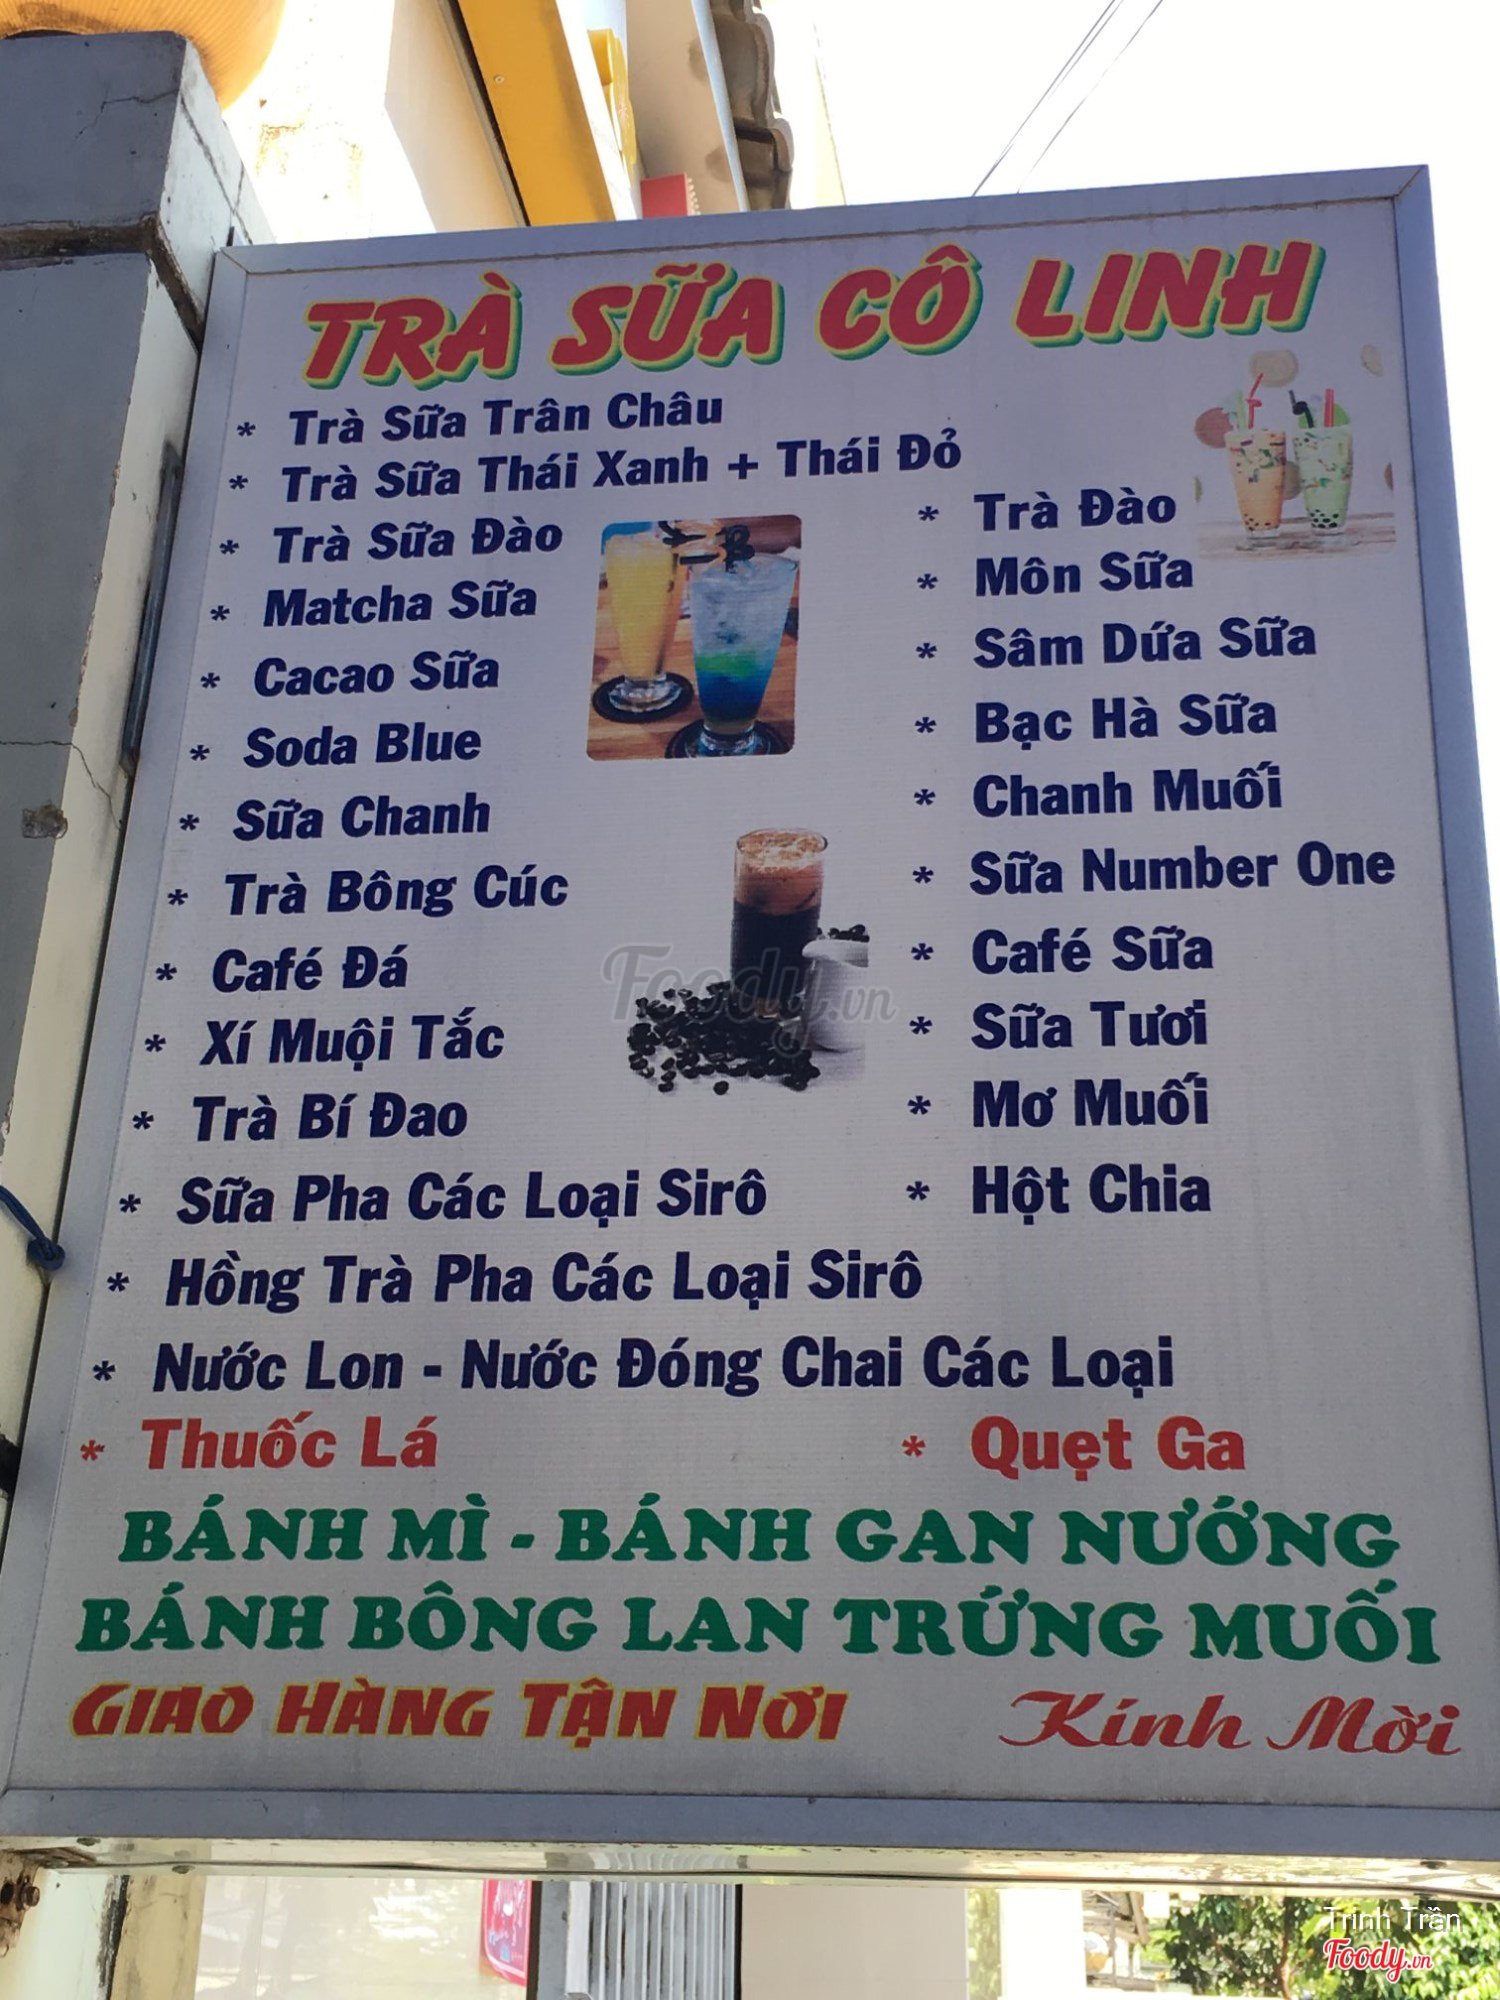 TRÀ SỮA CÔ LINH
* Trà Sữa Trân Châu
* Trà Sữa Thái Xanh + Thái Đỏ
* Trà Sữa Đào
* Matcha Sữa
* Cacao Sữa
* Soda Blue
* Sữa Chanh
* Trà Bông Cúc
* Café Đá
* Xí Muội Tắc
* Trà Bí Đao
* Sữa Pha Các Loại Sirô
* Hồng Trà Pha Các Loại Sirô
* Nước Lon - Nước Đóng Chai Các Loại
* Trà Đào
* Môn Sữa
* Sâm Dứa Sữa
* Bạc Hà Sữa
* Chanh Muối
* Sữa Number One
* Café Sữa
* Sữa Tươi
* Mơ Muối
* Hột Chia
* Thuốc Lá
* Quẹt Ga
BÁNH MÌ - BÁNH GAN NƯỚNG
BÁNH BÔNG LAN TRỨNG MUỐI
GIAO HÀNG TẬN NƠI
Kính Mời
Foody.vn
Trinh Trần
Foody.vn